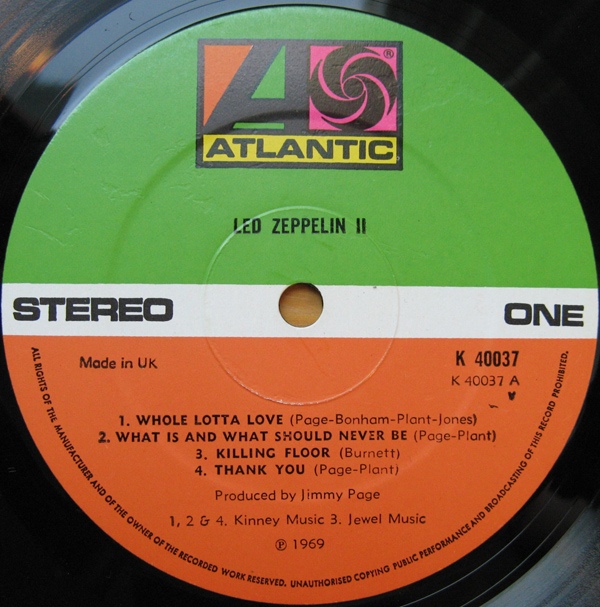 ATLANTIC
®
LED ZEPPELIN II
STEREO
ONE
Made in UK
K 40037
K 40037 A
1. WHOLE LOTTA LOVE (Page-Bonham-Plant-Jones)
2. WHAT IS AND WHAT SHOULD NEVER BE (Page-Plant)
3. KILLING FLOOR (Burnett)
4. THANK YOU (Page-Plant)
Produced by Jimmy Page
1, 2 & 4. Kinney Music 3. Jewel Music
℗ 1969
ALL RIGHTS OF THE MANUFACTURER AND OF THE OWNER OF THE RECORDED WORK RESERVED. UNAUTHORISED COPYING PUBLIC PERFORMANCE AND BROADCASTING OF THIS RECORD PROHIBITED.